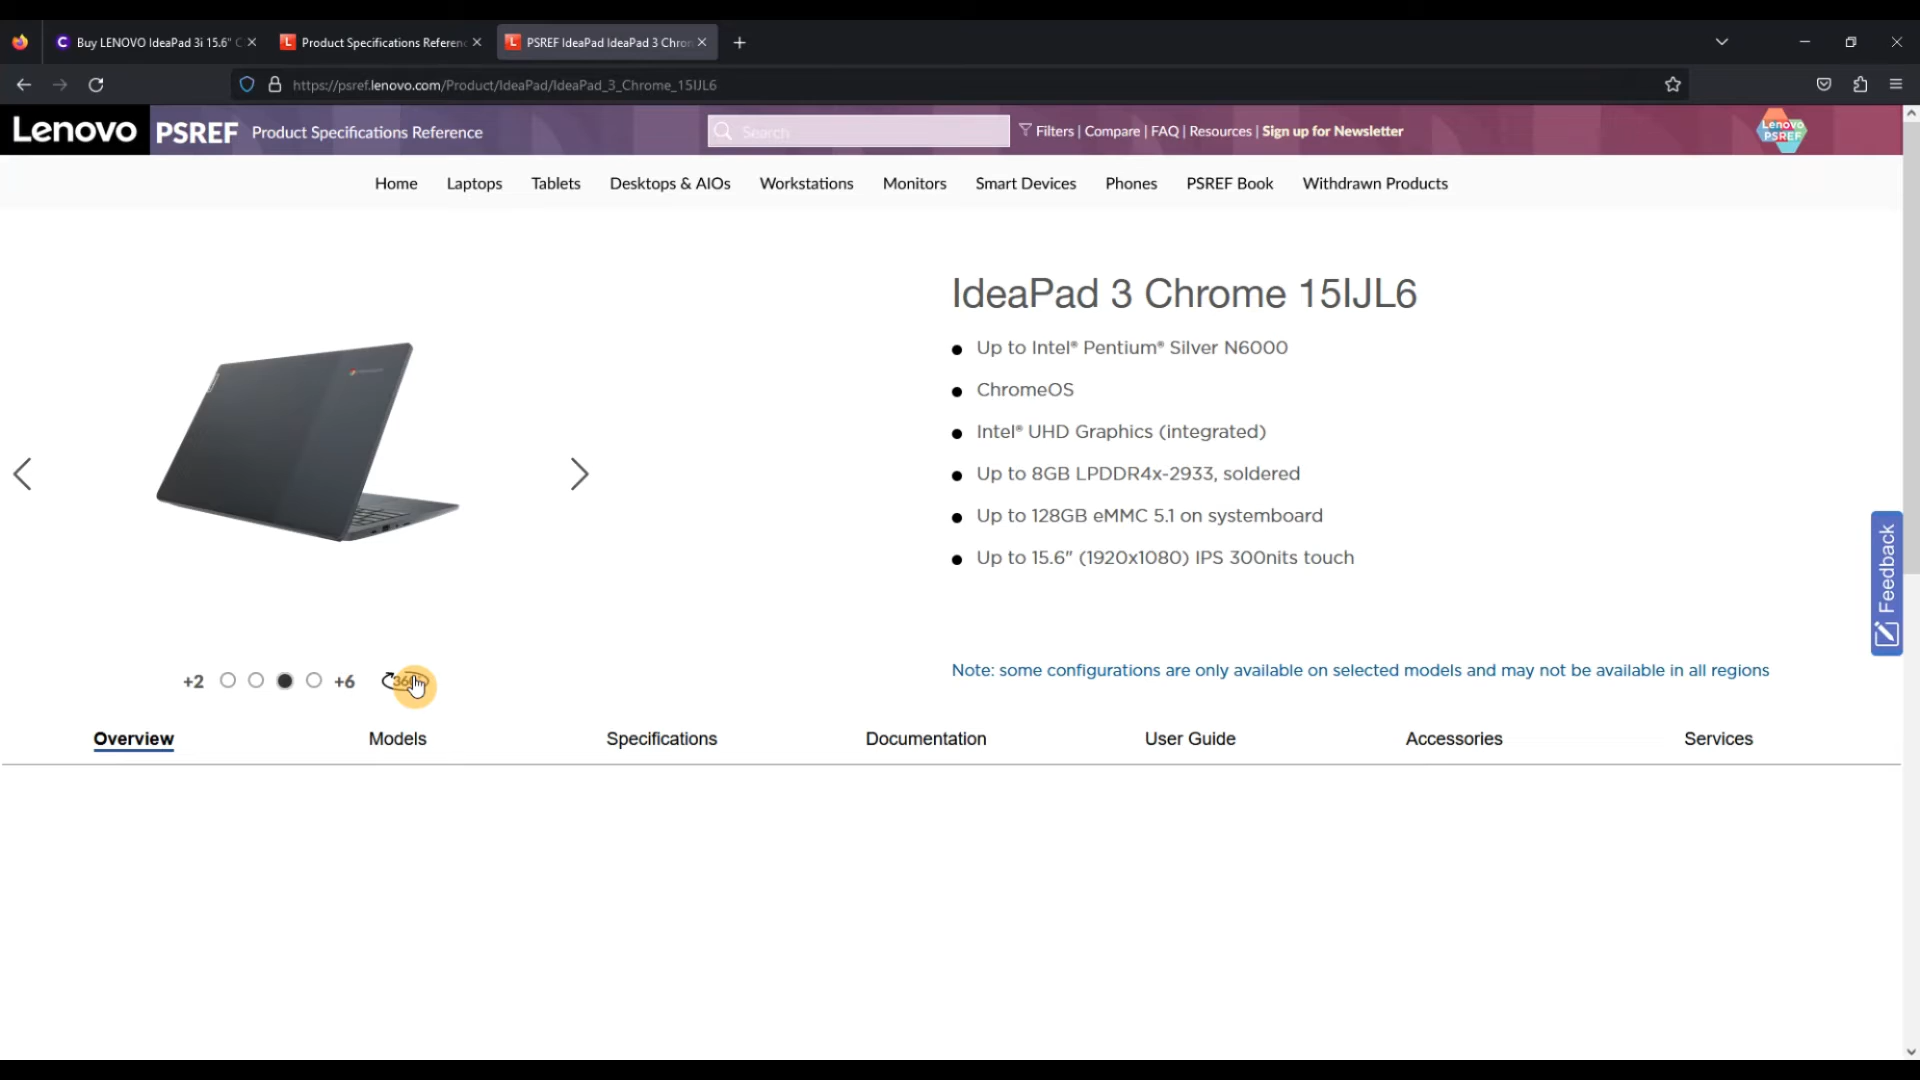 Buy LENOVO IdeaPad 3i 15.6" C
Product Specifications Referenc
PSREF IdeaPad IdeaPad 3 Chron
https://psref.lenovo.com/Product/IdeaPad/IdeaPad_3_Chrome_15IJL6
Lenovo PSREF Product Specifications Reference
Search
Filters | Compare | FAQ | Resources | Sign up for Newsletter
Lenovo
PSREF
Home Laptops Tablets Desktops & AIOs Workstations Monitors Smart Devices Phones PSREF Book Withdrawn Products
IdeaPad 3 Chrome 15IJL6
Up to Intel® Pentium® Silver N6000
ChromeOS
Intel® UHD Graphics (integrated)
Up to 8GB LPDDR4x-2933, soldered
Up to 128GB eMMC 5.1 on systemboard
Up to 15.6" (1920x1080) IPS 300nits touch
Feedback
+2 +6
Note: some configurations are only available on selected models and may not be available in all regions
Overview Models Specifications Documentation User Guide Accessories Services